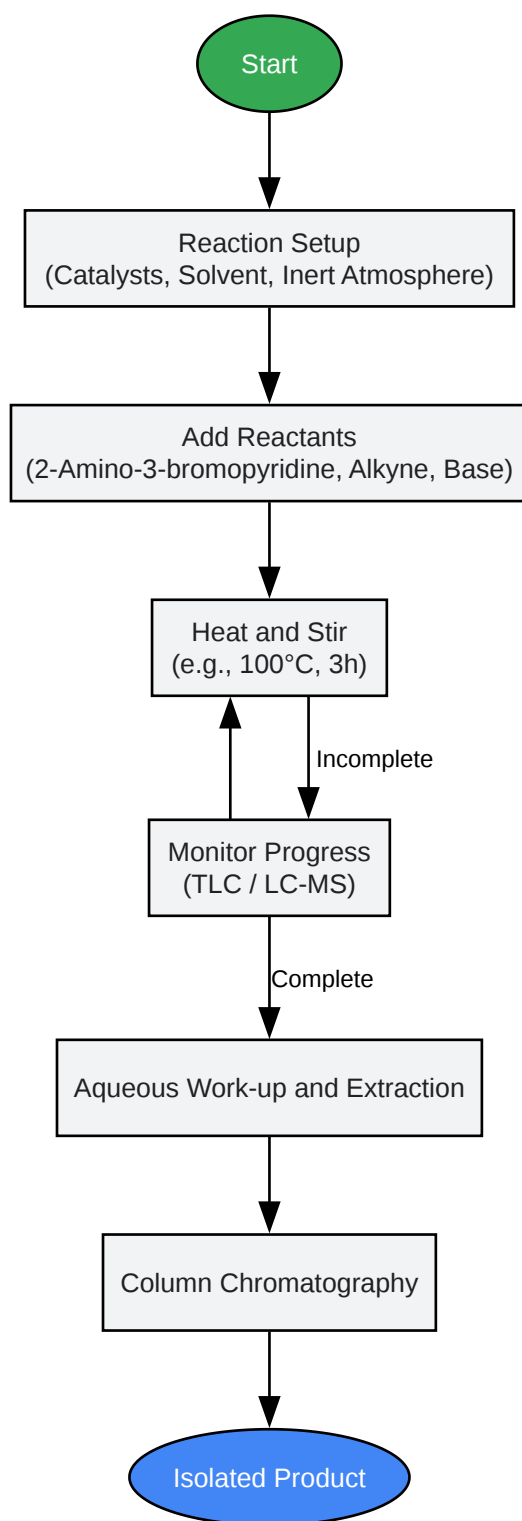 Start
Reaction Setup
(Catalysts, Solvent, Inert Atmosphere)
Add Reactants
(2-Amino-3-bromopyridine, Alkyne, Base)
Heat and Stir
(e.g., 100°C, 3h)
Incomplete
Monitor Progress
(TLC / LC-MS)
Complete
Aqueous Work-up and Extraction
Column Chromatography
Isolated Product